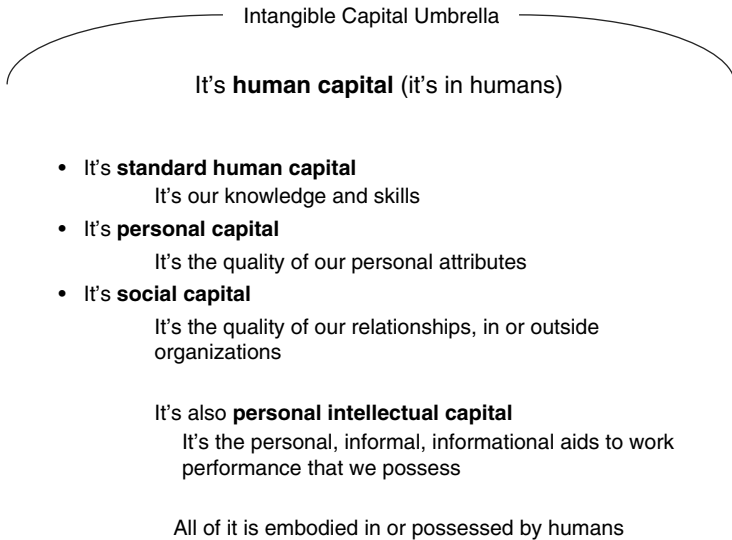 Intangible Capital Umbrella
It's human capital (it's in humans)
• It's standard human capital
It's our knowledge and skills
• It's personal capital
It's the quality of our personal attributes
• It's social capital
It's the quality of our relationships, in or outside
organizations
It's also personal intellectual capital
It's the personal, informal, informational aids to work
performance that we possess
All of it is embodied in or possessed by humans